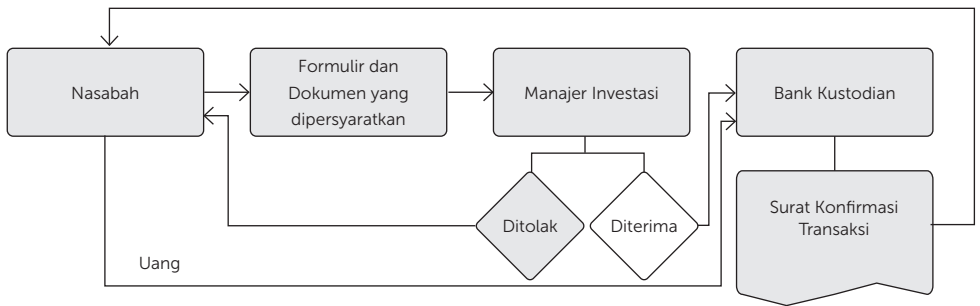 Nasabah
Formulir dan
Dokumen yang
dipersyaratkan
Manajer Investasi
Bank Kustodian
Ditolak
Diterima
Surat Konfirmasi
Transaksi
Uang